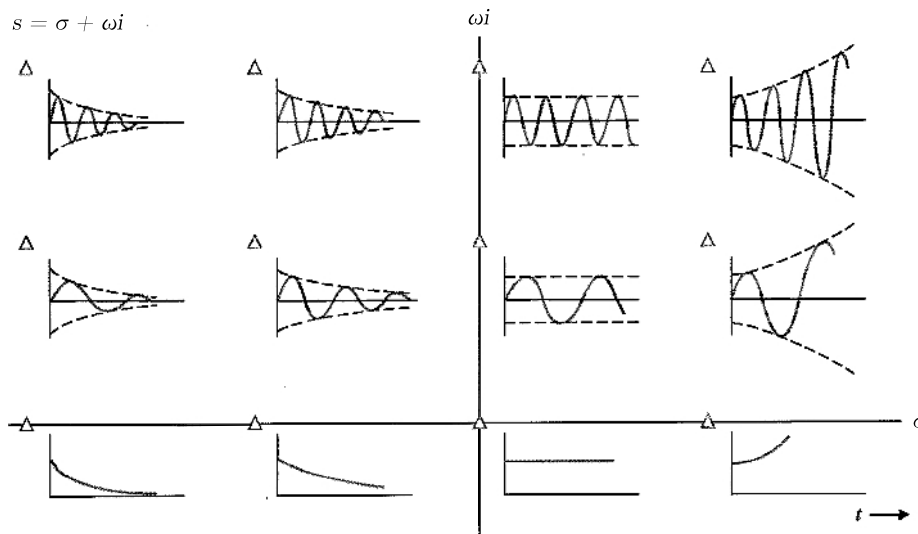 s = σ + ωi
ωi
σ
t